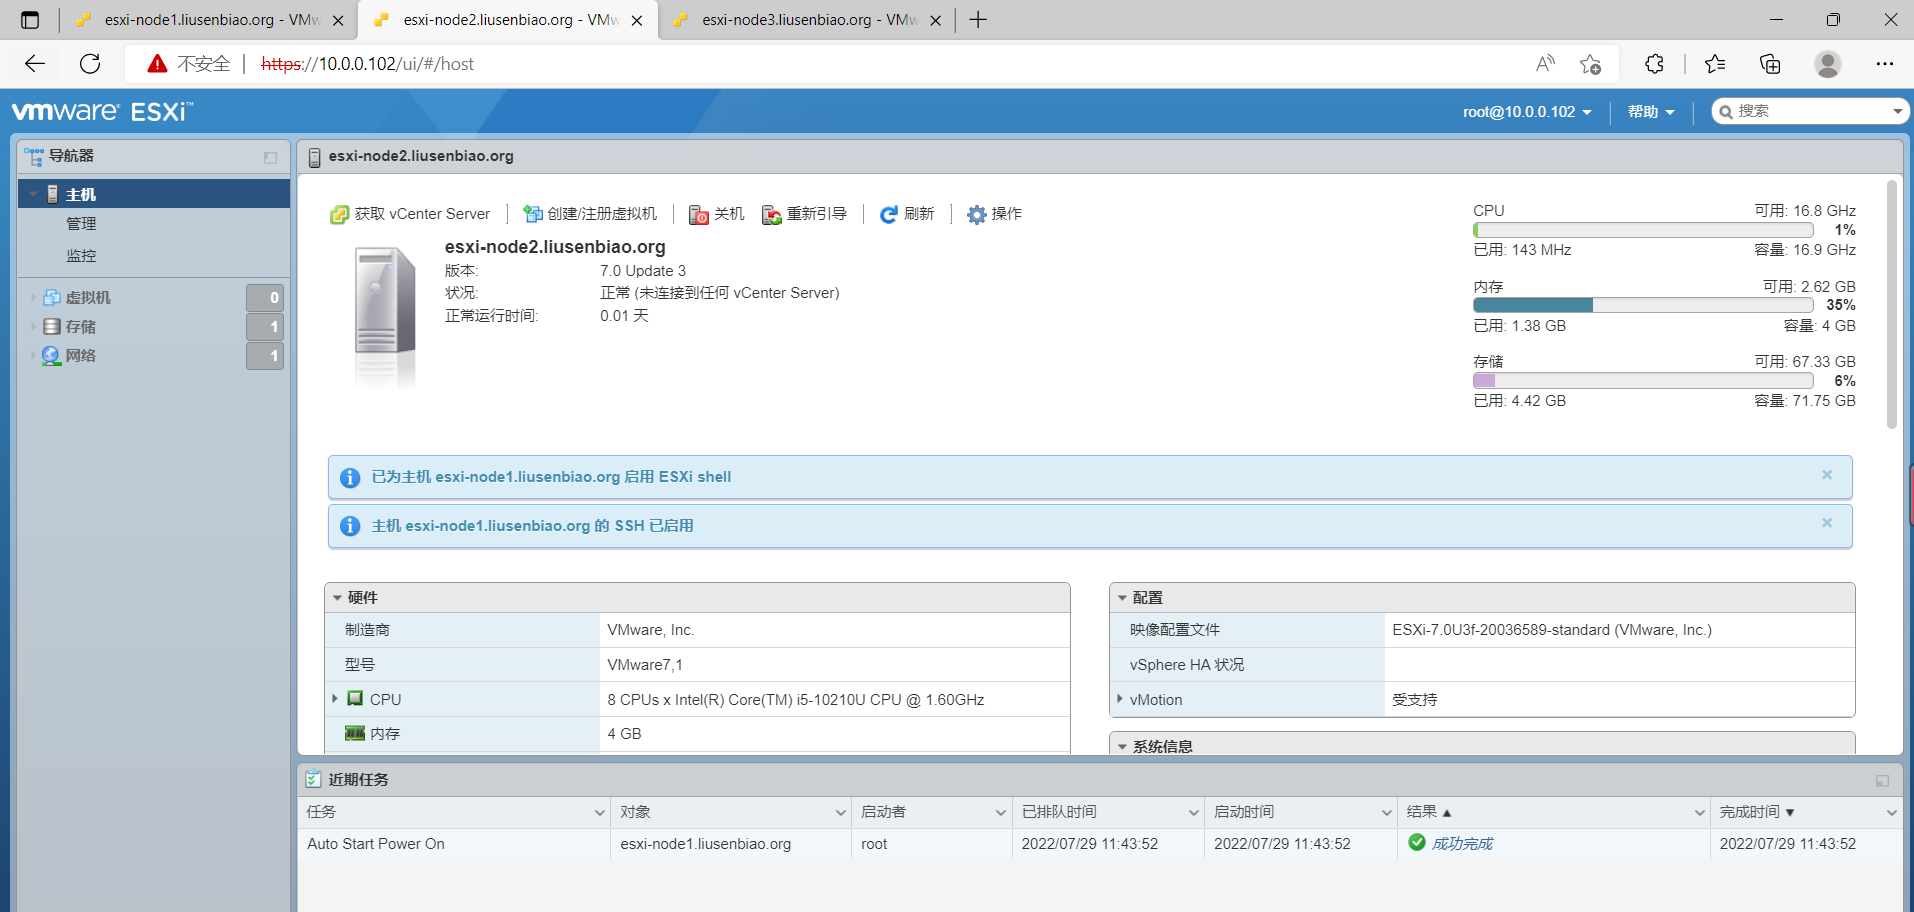 esxi-node1.liusenbiao.org - VMw
esxi-node2.liusenbiao.org - VMw
esxi-node3.liusenbiao.org - VMw
不安全 https://10.0.0.102/ui/#/host
vmware ESXi™
root@10.0.0.102
帮助
搜索
导航器
主机
管理
监控
虚拟机 0
存储 1
网络 1
esxi-node2.liusenbiao.org
获取 vCenter Server 创建/注册虚拟机 关机 重新引导 刷新 操作
esxi-node2.liusenbiao.org
版本: 7.0 Update 3
状况: 正常 (未连接到任何 vCenter Server)
正常运行时间: 0.01 天
CPU 可用: 16.8 GHz
1%
已用: 143 MHz 容量: 16.9 GHz
内存 可用: 2.62 GB
35%
已用: 1.38 GB 容量: 4 GB
存储 可用: 67.33 GB
6%
已用: 4.42 GB 容量: 71.75 GB
已为主机 esxi-node1.liusenbiao.org 启用 ESXi shell
主机 esxi-node1.liusenbiao.org 的 SSH 已启用
硬件
制造商 VMware, Inc.
型号 VMware7,1
CPU 8 CPUs x Intel(R) Core(TM) i5-10210U CPU @ 1.60GHz
内存 4 GB
配置
映像配置文件 ESXi-7.0U3f-20036589-standard (VMware, Inc.)
vSphere HA 状况
vMotion 受支持
系统信息
近期任务
任务 对象 启动者 已排队时间 启动时间 结果▲ 完成时间▼
Auto Start Power On esxi-node1.liusenbiao.org root 2022/07/29 11:43:52 2022/07/29 11:43:52 成功完成 2022/07/29 11:43:52